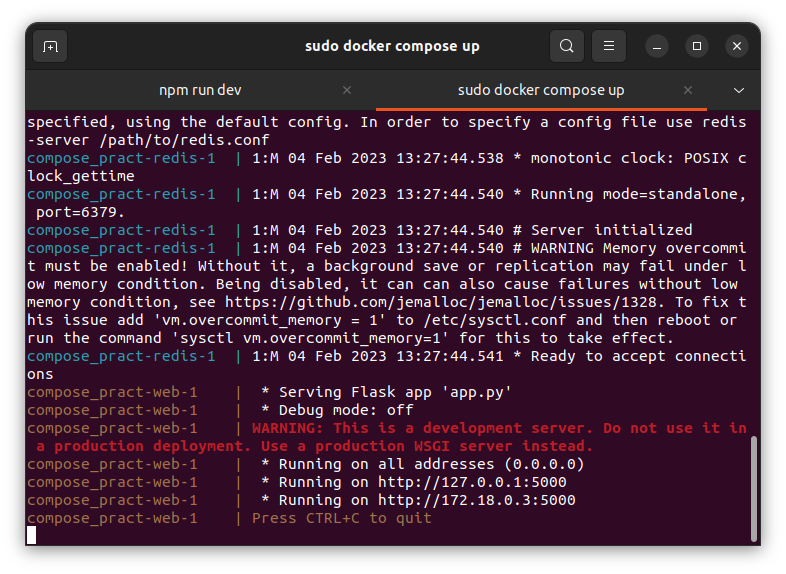 sudo docker compose up
npm run dev
sudo docker compose up
specified, using the default config. In order to specify a config file use redis
-server /path/to/redis.conf
compose_pract-redis-1  | 1:M 04 Feb 2023 13:27:44.538 * monotonic clock: POSIX c
lock_gettime
compose_pract-redis-1  | 1:M 04 Feb 2023 13:27:44.540 * Running mode=standalone,
 port=6379.
compose_pract-redis-1  | 1:M 04 Feb 2023 13:27:44.540 # Server initialized
compose_pract-redis-1  | 1:M 04 Feb 2023 13:27:44.540 # WARNING Memory overcommi
t must be enabled! Without it, a background save or replication may fail under l
ow memory condition. Being disabled, it can can also cause failures without low
memory condition, see https://github.com/jemalloc/jemalloc/issues/1328. To fix t
his issue add 'vm.overcommit_memory = 1' to /etc/sysctl.conf and then reboot or
run the command 'sysctl vm.overcommit_memory=1' for this to take effect.
compose_pract-redis-1  | 1:M 04 Feb 2023 13:27:44.541 * Ready to accept connecti
ons
compose_pract-web-1    |  * Serving Flask app 'app.py'
compose_pract-web-1    |  * Debug mode: off
compose_pract-web-1    | WARNING: This is a development server. Do not use it in
 a production deployment. Use a production WSGI server instead.
compose_pract-web-1    |  * Running on all addresses (0.0.0.0)
compose_pract-web-1    |  * Running on http://127.0.0.1:5000
compose_pract-web-1    |  * Running on http://172.18.0.3:5000
compose_pract-web-1    | Press CTRL+C to quit